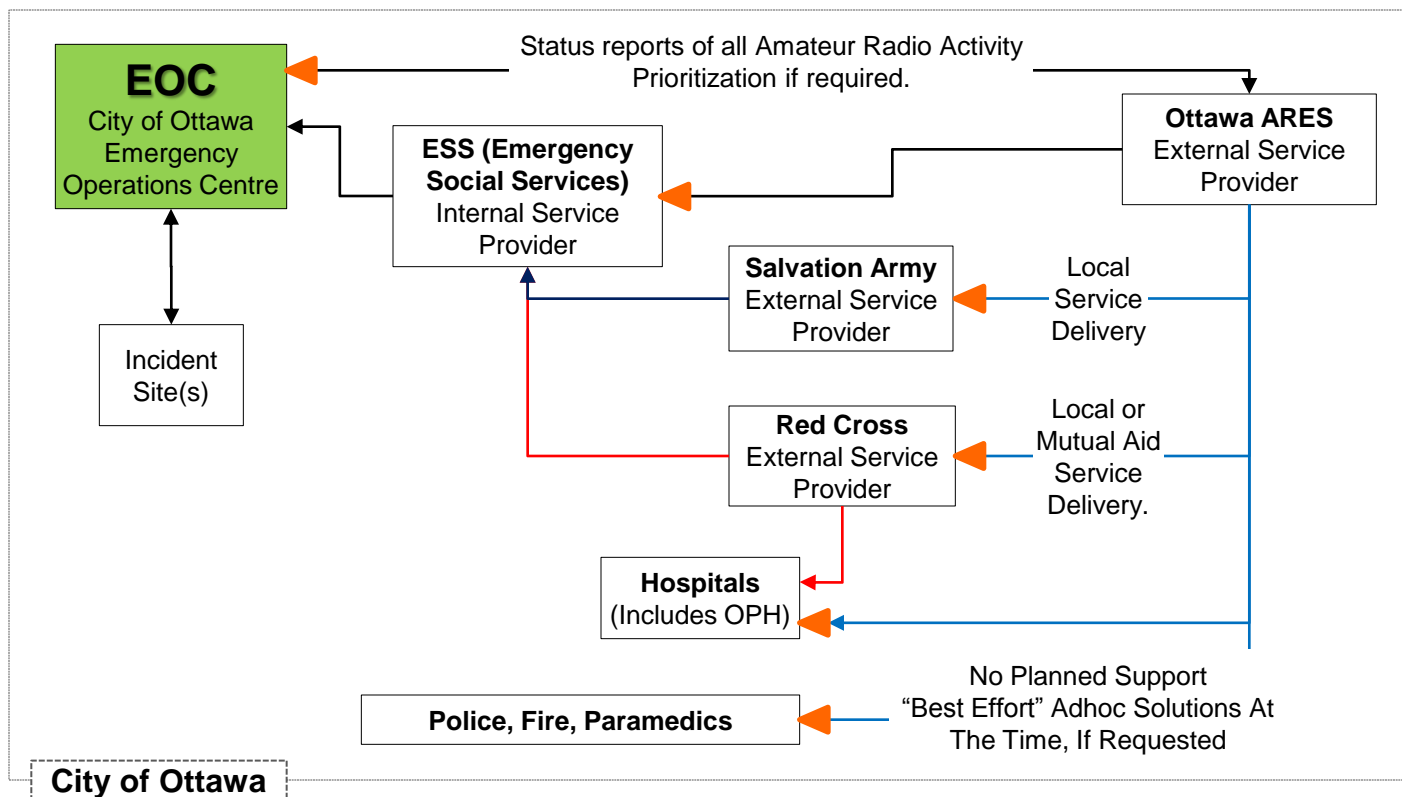 Status reports of all Amateur Radio Activity
Prioritization if required.
EOC
City of Ottawa
Emergency
Operations Centre
ESS (Emergency
Social Services)
Internal Service
Provider
Ottawa ARES
External Service
Provider
Salvation Army
External Service
Provider
Local
Service
Delivery
Incident
Site(s)
Red Cross
External Service
Provider
Local or
Mutual Aid
Service
Delivery.
Hospitals
(Includes OPH)
No Planned Support
“Best Effort” Adhoc Solutions At
The Time, If Requested
Police, Fire, Paramedics
City of Ottawa